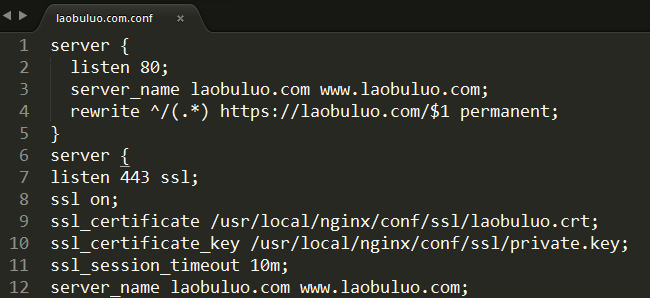 laobuluo.com.conf
1 server {
2 listen 80;
3 server_name laobuluo.com www.laobuluo.com;
4 rewrite ^/(.*) https://laobuluo.com/$1 permanent;
5 }
6 server {
7 listen 443 ssl;
8 ssl on;
9 ssl_certificate /usr/local/nginx/conf/ssl/laobuluo.crt;
10 ssl_certificate_key /usr/local/nginx/conf/ssl/private.key;
11 ssl_session_timeout 10m;
12 server_name laobuluo.com www.laobuluo.com;